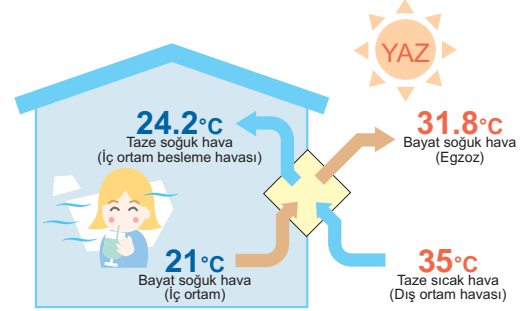 YAZ
24.2°C
Taze soğuk hava
(İç ortam besleme havası)
31.8°C
Bayat soğuk hava
(Egzoz)
21°C
Bayat soğuk hava
(İç ortam)
35°C
Taze sıcak hava
(Dış ortam havası)